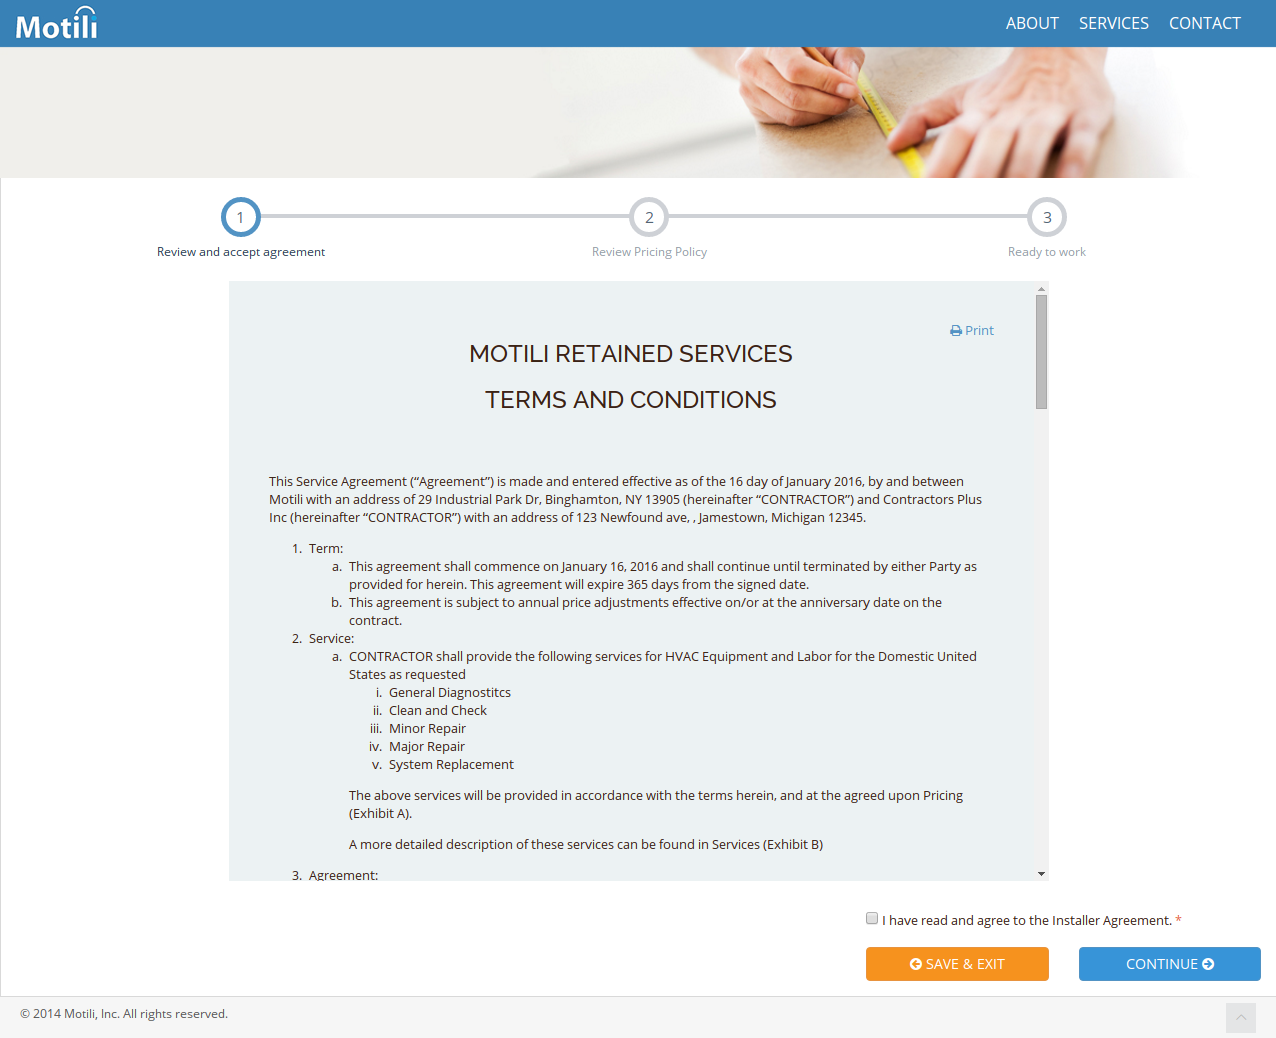 Motili
ABOUT SERVICES CONTACT
1 2 3
Review and accept agreement Review Pricing Policy Ready to work
Print
MOTILI RETAINED SERVICES
TERMS AND CONDITIONS
This Service Agreement (“Agreement”) is made and entered effective as of the 16 day of January 2016, by and between
Motili with an address of 29 Industrial Park Dr, Binghamton, NY 13905 (hereinafter “CONTRACTOR”) and Contractors Plus
Inc (hereinafter “CONTRACTOR”) with an address of 123 Newfound ave, , Jamestown, Michigan 12345.
1. Term:
a. This agreement shall commence on January 16, 2016 and shall continue until terminated by either Party as
provided for herein. This agreement will expire 365 days from the signed date.
b. This agreement is subject to annual price adjustments effective on/or at the anniversary date on the
contract.
2. Service:
a. CONTRACTOR shall provide the following services for HVAC Equipment and Labor for the Domestic United
States as requested
i. General Diagnostitcs
ii. Clean and Check
iii. Minor Repair
iv. Major Repair
v. System Replacement
The above services will be provided in accordance with the terms herein, and at the agreed upon Pricing
(Exhibit A).
A more detailed description of these services can be found in Services (Exhibit B)
3. Agreement:
I have read and agree to the Installer Agreement. *
SAVE & EXIT CONTINUE
© 2014 Motili, Inc. All rights reserved.